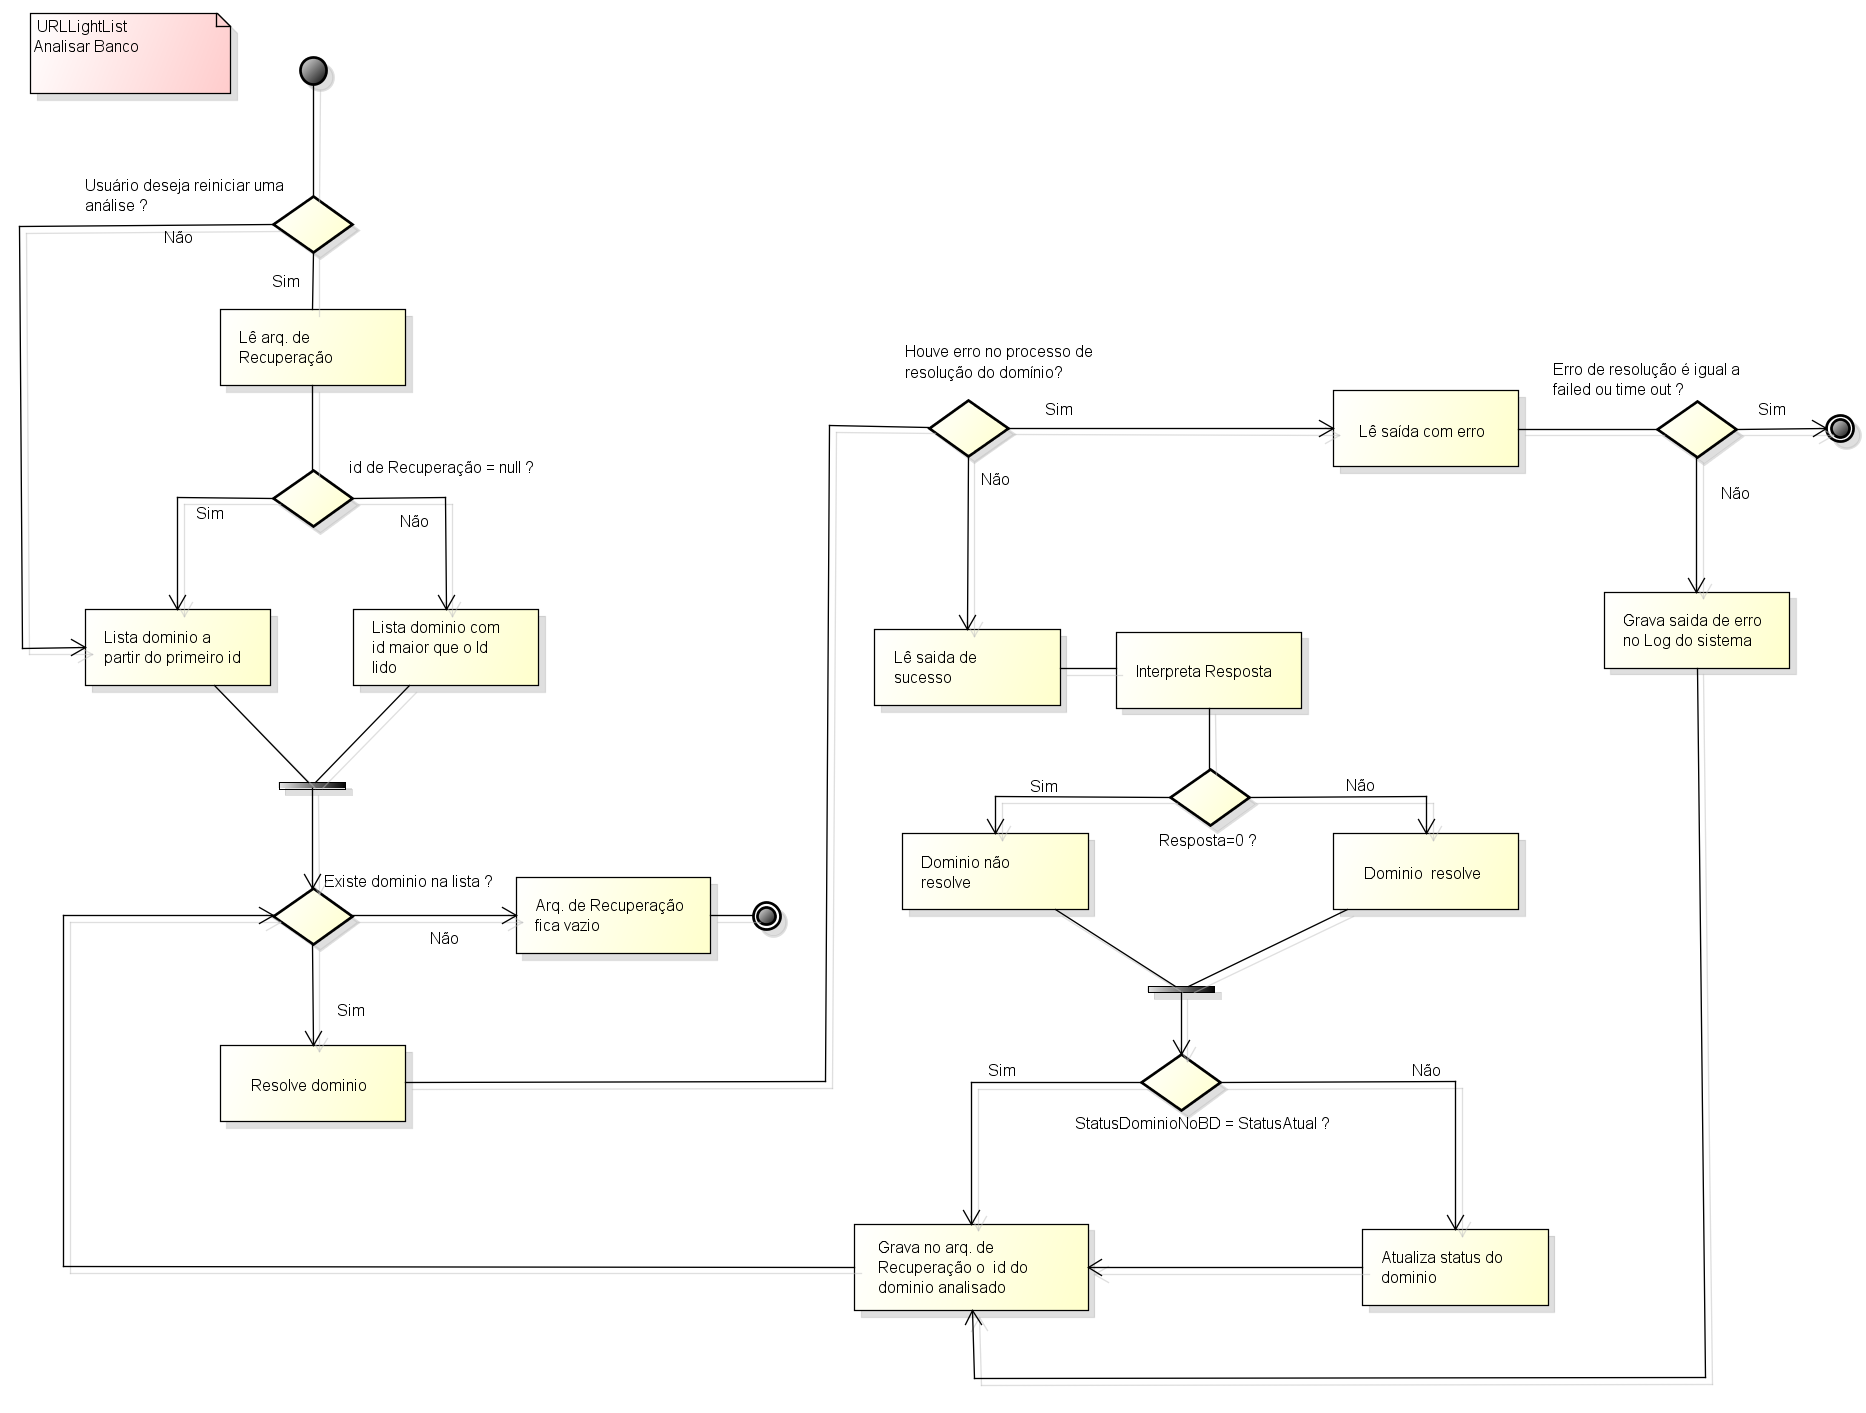 URLLightList
Analisar Banco
Usuário deseja reiniciar uma
análise ?
Não
Sim
Lê arq. de
Recuperação
id de Recuperação = null ?
Sim
Não
Lista dominio a
partir do primeiro id
Lista dominio com
id maior que o Id
lido
Existe dominio na lista ?
Não
Arq. de Recuperação
fica vazio
Sim
Resolve dominio
Houve erro no processo de
resolução do domínio?
Sim
Não
Lê saída com erro
Erro de resolução é igual a
failed ou time out ?
Sim
Não
Grava saida de erro
no Log do sistema
Lê saida de
sucesso
Interpreta Resposta
Sim
Não
Resposta=0 ?
Dominio não
resolve
Dominio  resolve
Sim
Não
StatusDominioNoBD = StatusAtual ?
Grava no arq. de
Recuperação o  id do
dominio analisado
Atualiza status do
dominio